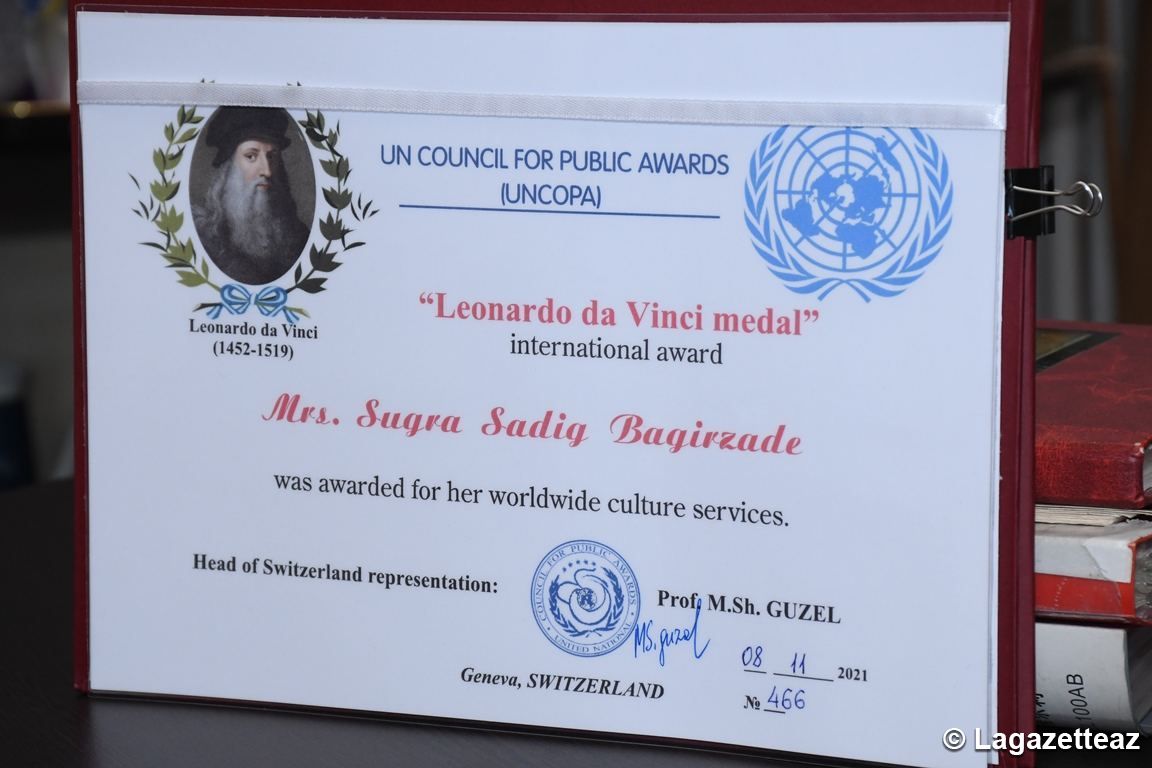 UN COUNCIL FOR PUBLIC AWARDS
(UNCOPA)
Leonardo da Vinci
(1452-1519)
“Leonardo da Vinci medal”
international award
Mrs. Sugra Sadig Bagirzade
was awarded for her worldwide culture services.
Head of Switzerland representation:
COUNCIL FOR PUBLIC AWARDS
UNITED NATIONAL
Prof. M.Sh. GUZEL
MS.guzel
08 11 2021
Geneva, SWITZERLAND
№ 466
100AB
© Lagazetteaz